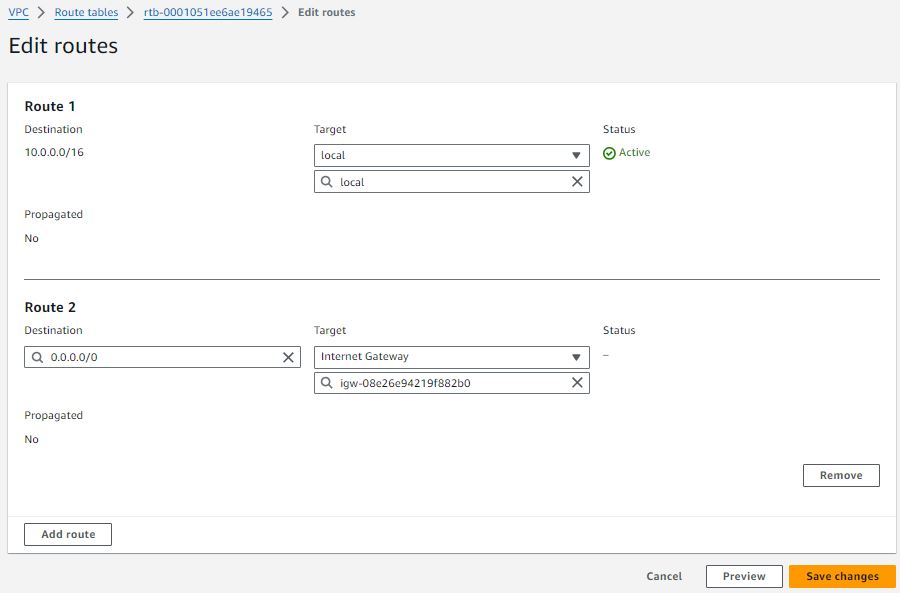 VPC > Route tables > rtb-0001051ee6ae19465 > Edit routes
Edit routes
Route 1
Destination Target Status
10.0.0.0/16 local Active
local
Propagated
No
Route 2
Destination Target Status
0.0.0.0/0 Internet Gateway –
igw-08e26e94219f882b0
Propagated
No
Remove
Add route
Cancel Preview Save changes